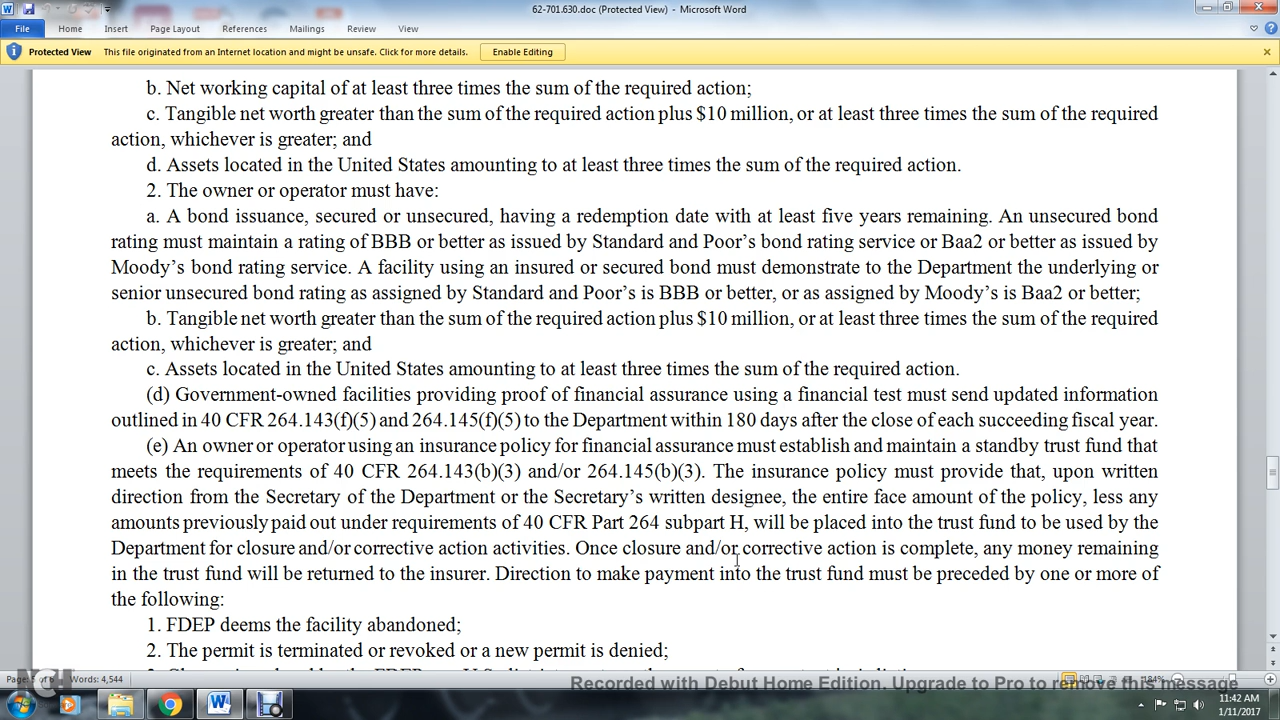 62-701.630.doc (Protected View) - Microsoft Word
File Home Insert Page Layout References Mailings Review View
Protected View This file originated from an Internet location and might be unsafe. Click for more details. Enable Editing
b. Net working capital of at least three times the sum of the required action;
c. Tangible net worth greater than the sum of the required action plus $10 million, or at least three times the sum of the required
action, whichever is greater; and
d. Assets located in the United States amounting to at least three times the sum of the required action.
2. The owner or operator must have:
a. A bond issuance, secured or unsecured, having a redemption date with at least five years remaining. An unsecured bond
rating must maintain a rating of BBB or better as issued by Standard and Poor’s bond rating service or Baa2 or better as issued by
Moody’s bond rating service. A facility using an insured or secured bond must demonstrate to the Department the underlying or
senior unsecured bond rating as assigned by Standard and Poor’s is BBB or better, or as assigned by Moody’s is Baa2 or better;
b. Tangible net worth greater than the sum of the required action plus $10 million, or at least three times the sum of the required
action, whichever is greater; and
c. Assets located in the United States amounting to at least three times the sum of the required action.
(d) Government-owned facilities providing proof of financial assurance using a financial test must send updated information
outlined in 40 CFR 264.143(f)(5) and 264.145(f)(5) to the Department within 180 days after the close of each succeeding fiscal year.
(e) An owner or operator using an insurance policy for financial assurance must establish and maintain a standby trust fund that
meets the requirements of 40 CFR 264.143(b)(3) and/or 264.145(b)(3). The insurance policy must provide that, upon written
direction from the Secretary of the Department or the Secretary’s written designee, the entire face amount of the policy, less any
amounts previously paid out under requirements of 40 CFR Part 264 subpart H, will be placed into the trust fund to be used by the
Department for closure and/or corrective action activities. Once closure and/or corrective action is complete, any money remaining
in the trust fund will be returned to the insurer. Direction to make payment into the trust fund must be preceded by one or more of
the following:
1. FDEP deems the facility abandoned;
2. The permit is terminated or revoked or a new permit is denied;
Page: 5 of 6 Words: 4,544 184%
Recorded with Debut Home Edition. Upgrade to Pro to remove this message
NCH
11:42 AM
1/11/2017